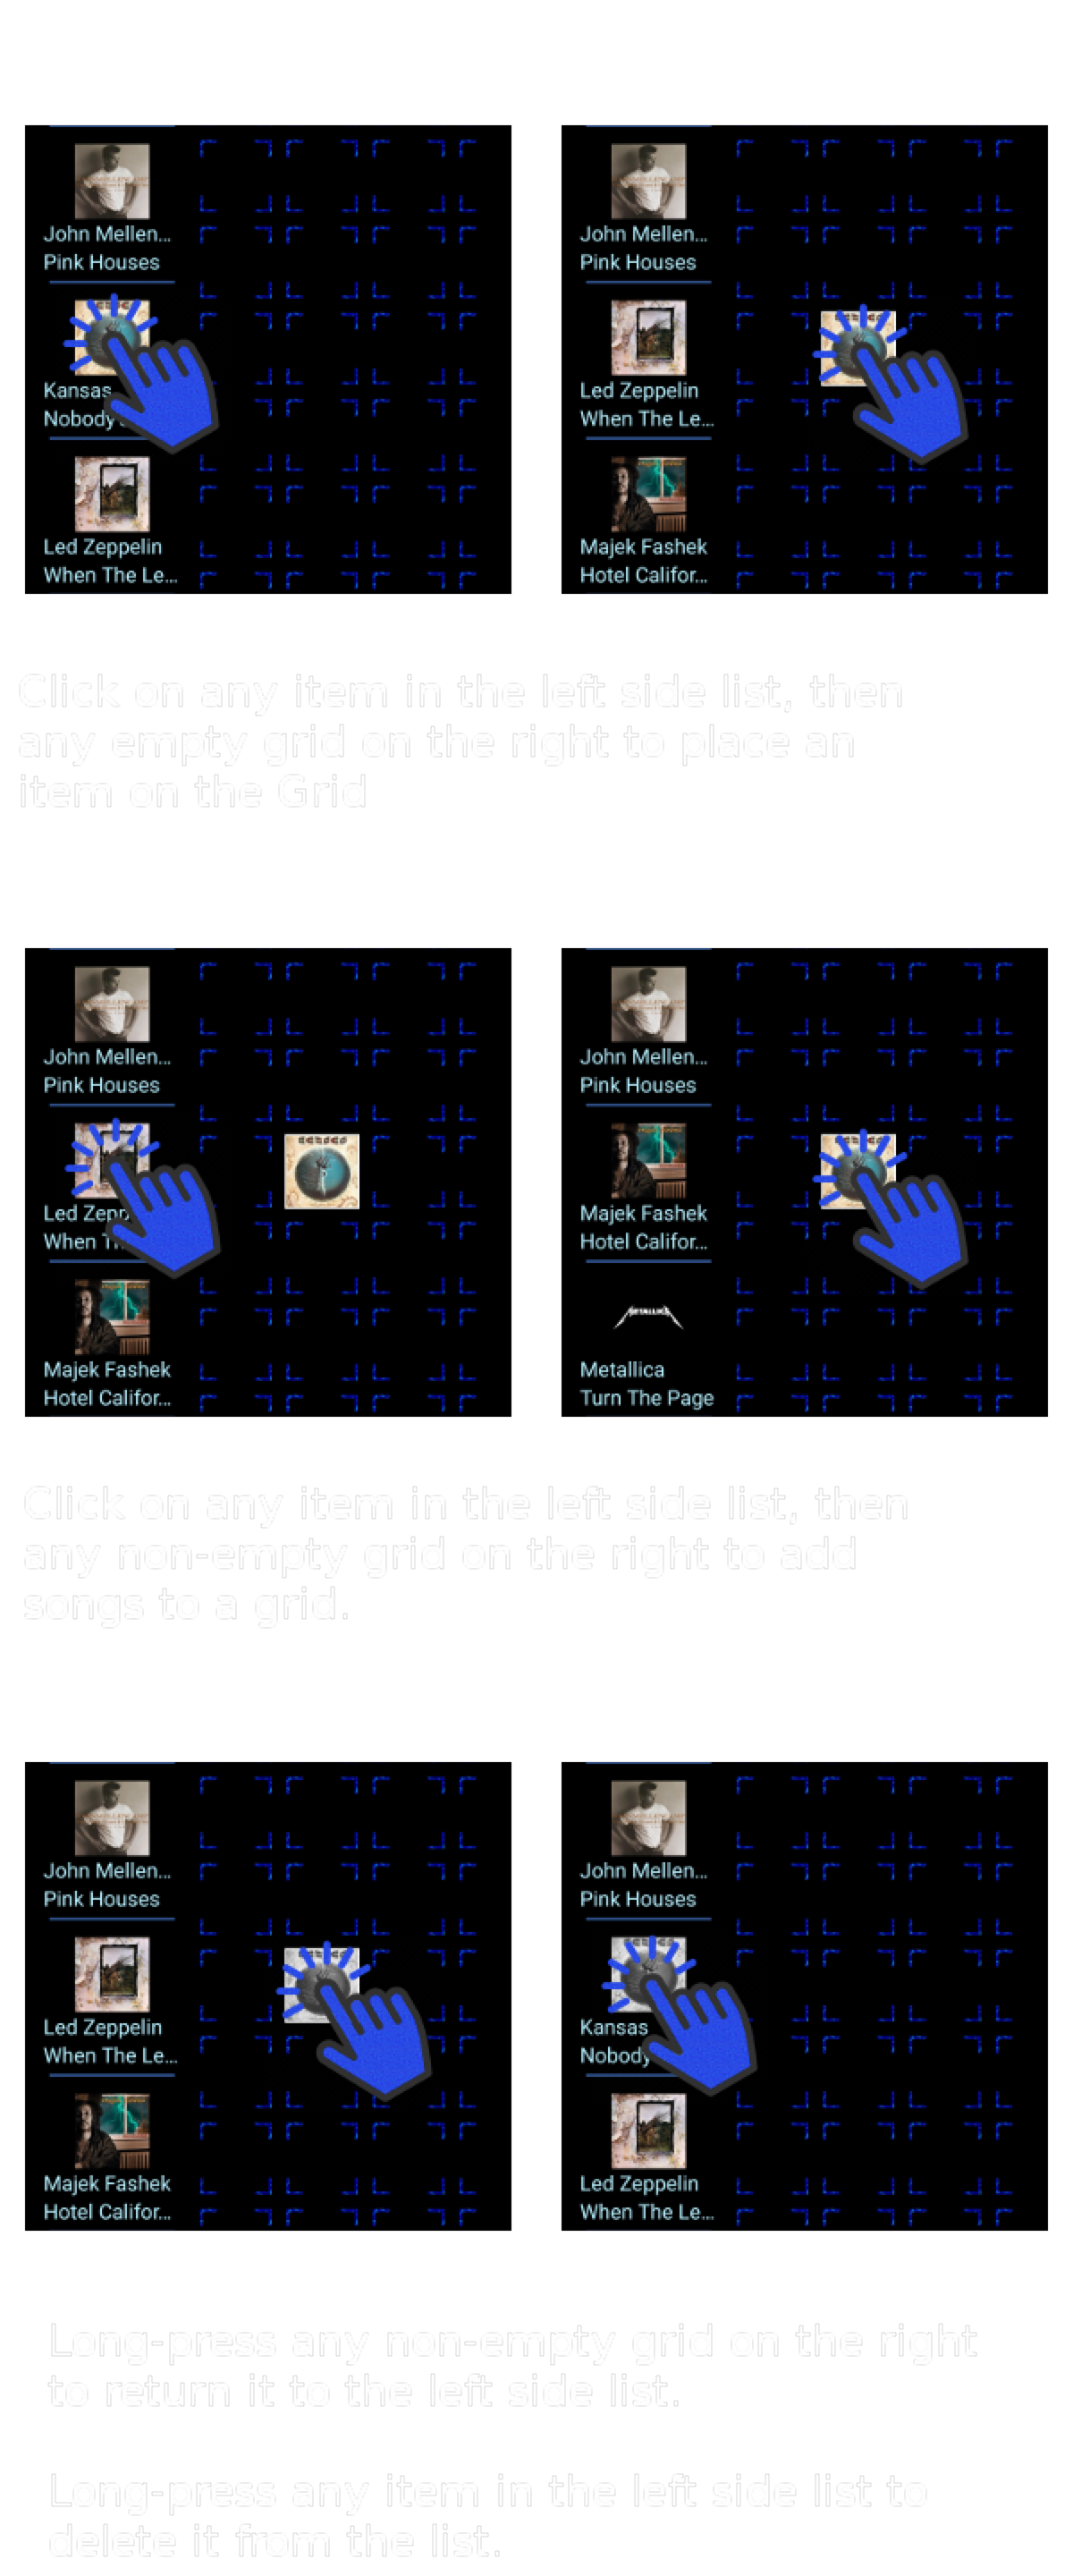 John Mellen...
Pink Houses
Kansas
Nobody
Led Zeppelin
When The Le...
John Mellen...
Pink Houses
Led Zeppelin
When The Le...
Majek Fashek
Hotel Califor...
Click on any item in the left side list, then
any empty grid on the right to place an
item on the Grid
John Mellen...
Pink Houses
Led Zepp
When Th
Majek Fashek
Hotel Califor...
John Mellen...
Pink Houses
Majek Fashek
Hotel Califor...
METALLICA
Metallica
Turn The Page
Click on any item in the left side list, then
any non-empty grid on the right to add
songs to a grid.
John Mellen...
Pink Houses
Led Zeppelin
When The Le...
Majek Fashek
Hotel Califor...
John Mellen...
Pink Houses
Kansas
Nobody
Led Zeppelin
When The Le...
Long-press any non-empty grid on the right
to return it to the left side list.
Long-press any item in the left side list to
delete it from the list.